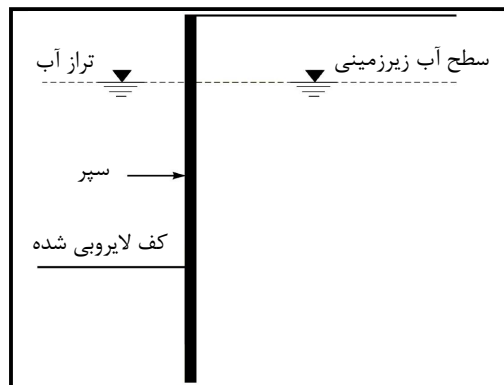 سطح آب زیرزمینی
تراز آب
سپر
کف لایروبی شده